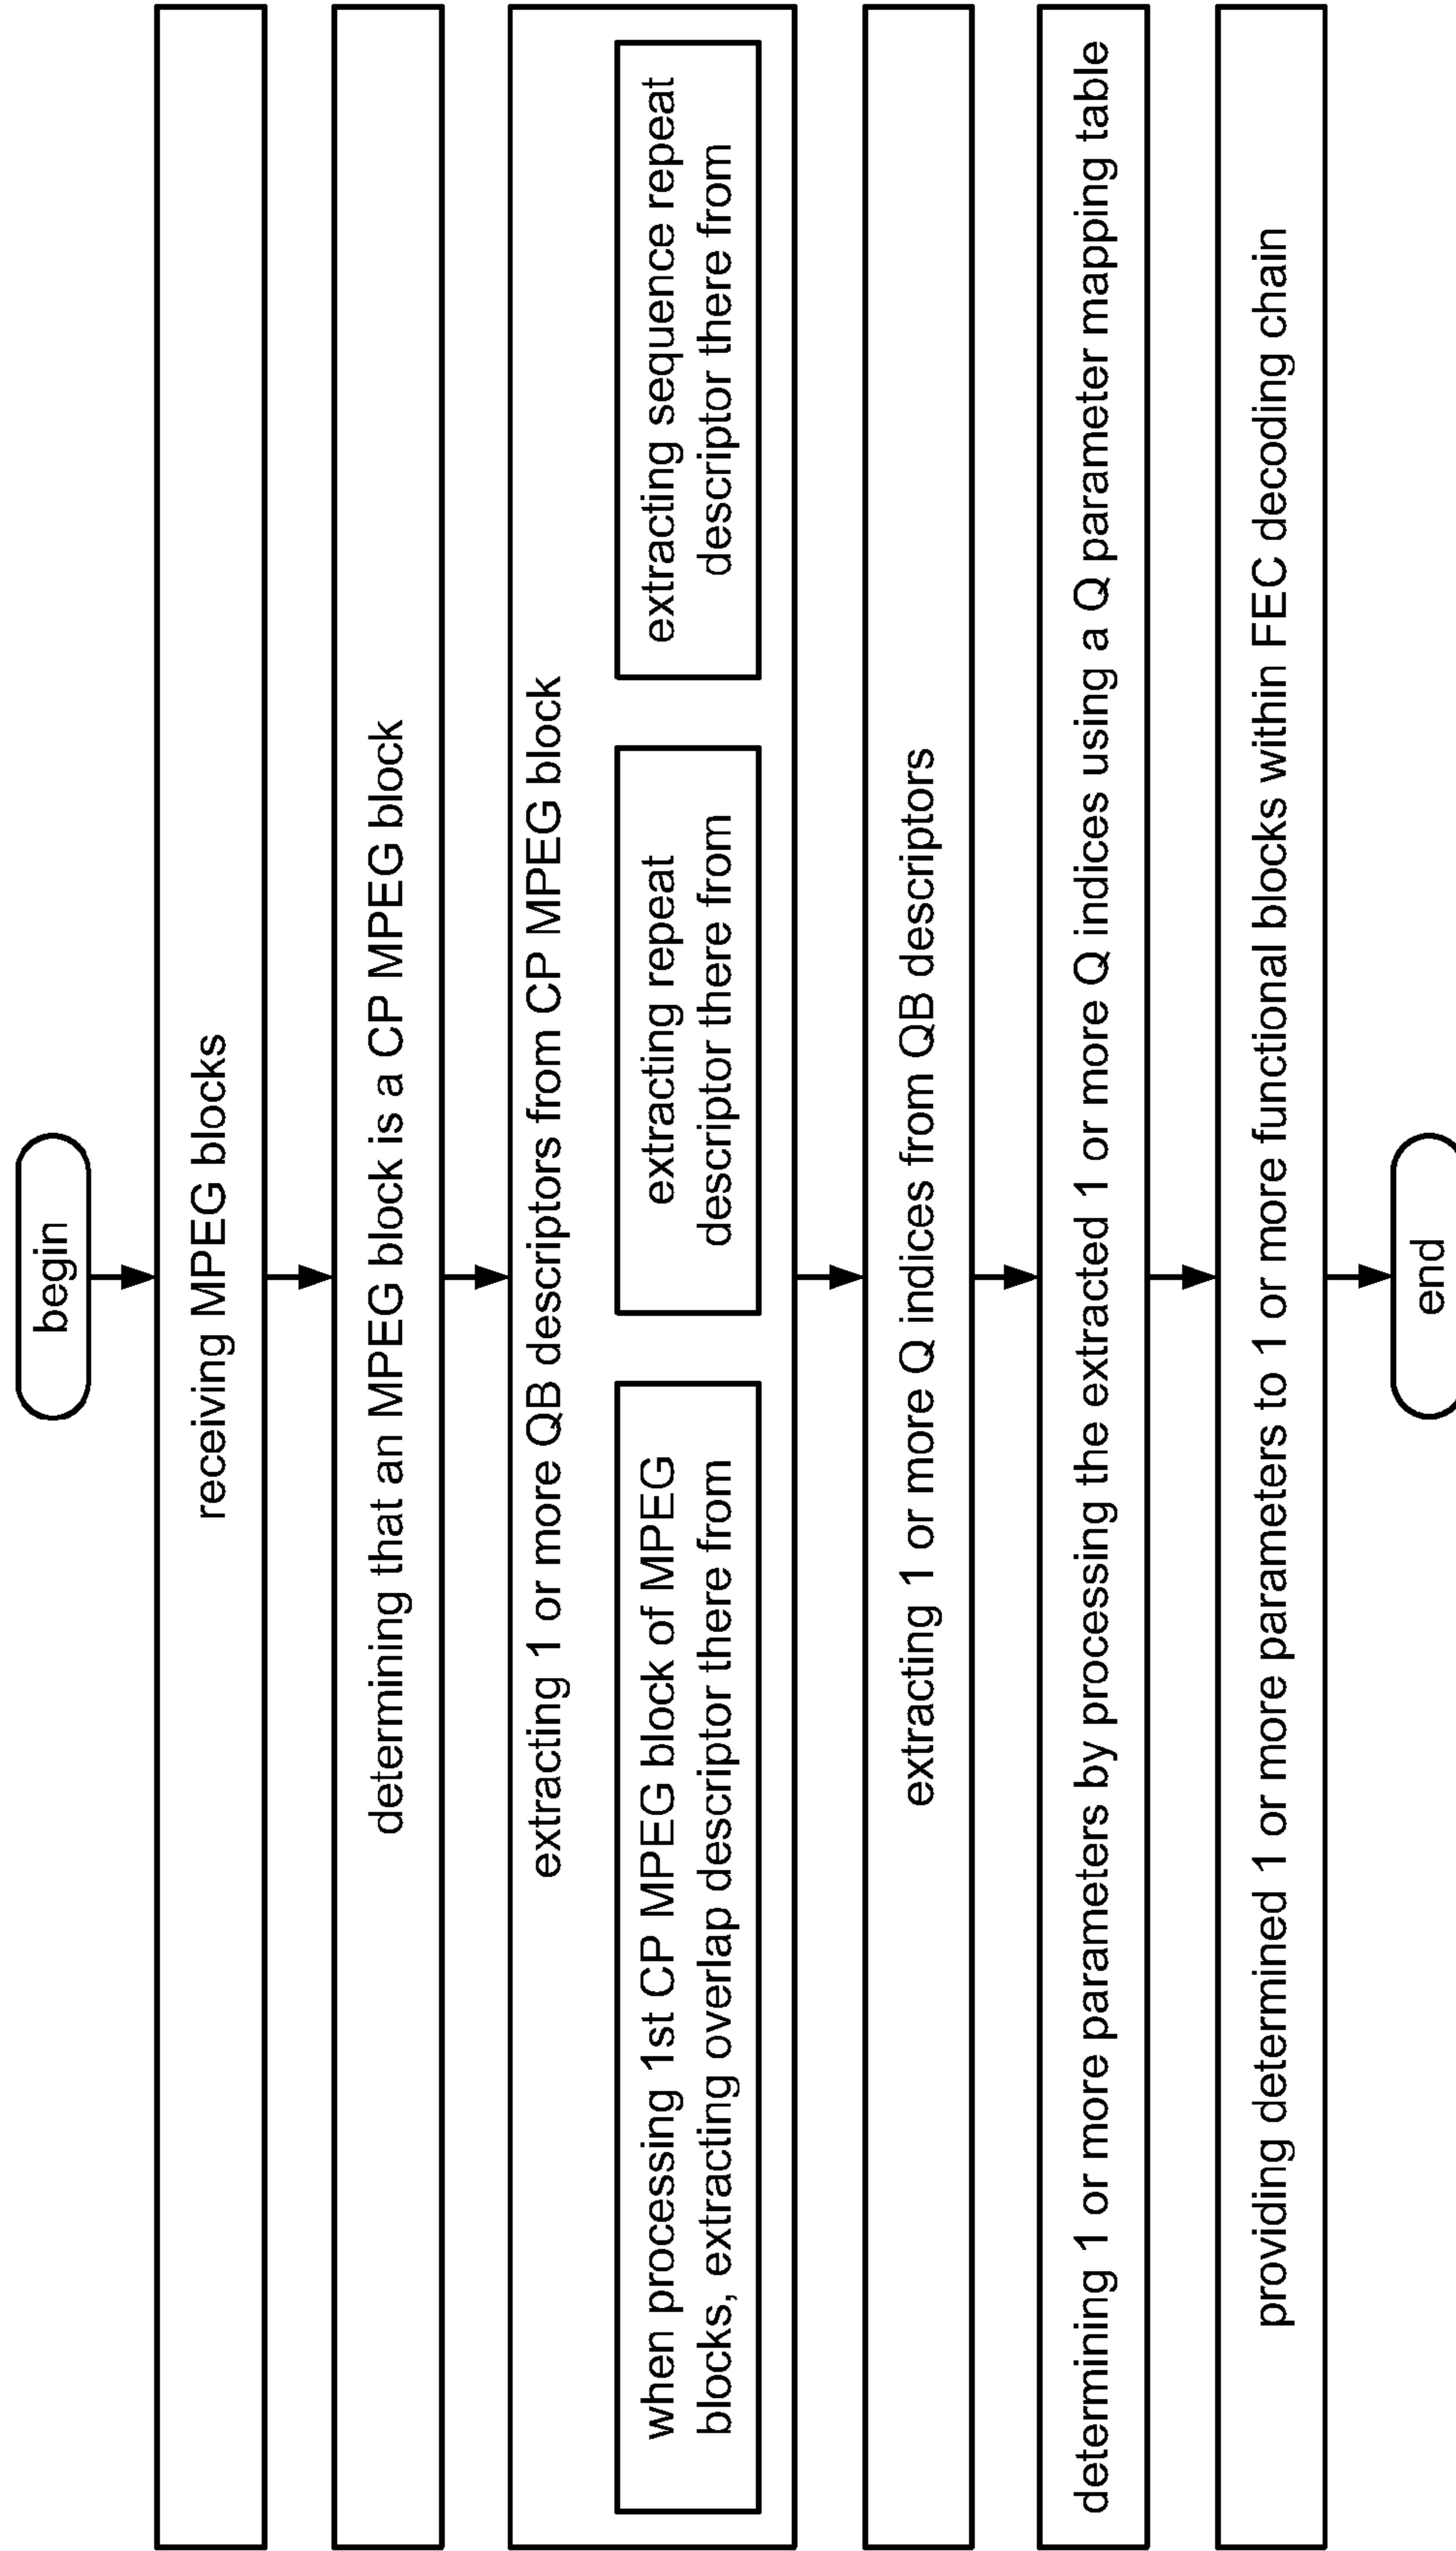 begin
receiving MPEG blocks
determining that an MPEG block is a CP MPEG block
extracting 1 or more QB descriptors from CP MPEG block
when processing 1st CP MPEG block of MPEG
blocks, extracting overlap descriptor there from
extracting repeat
descriptor there from
extracting sequence repeat
descriptor there from
extracting 1 or more Q indices from QB descriptors
determining 1 or more parameters by processing the extracted 1 or more Q indices using a Q parameter mapping table
providing determined 1 or more parameters to 1 or more functional blocks within FEC decoding chain
end